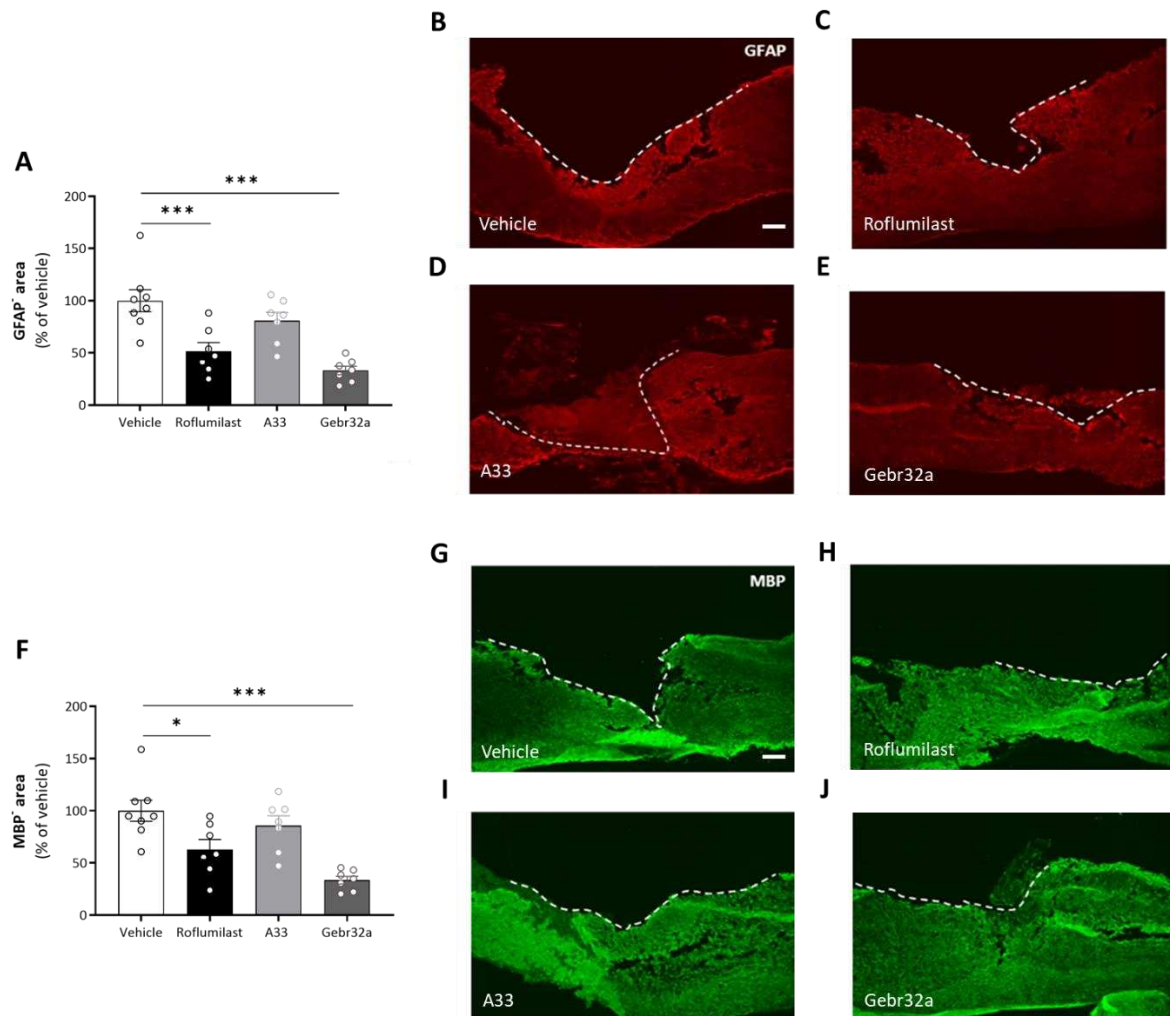 B
GFAP
Vehicle
C
Roflumilast
A
***
***
200
150
100
50
0
GFAP⁻ area
(% of vehicle)
Vehicle
Roflumilast
A33
Gebr32a
D
A33
E
Gebr32a
G
MBP
Vehicle
H
Roflumilast
F
***
*
200
150
100
50
0
MBP⁻ area
(% of vehicle)
Vehicle
Roflumilast
A33
Gebr32a
I
A33
J
Gebr32a